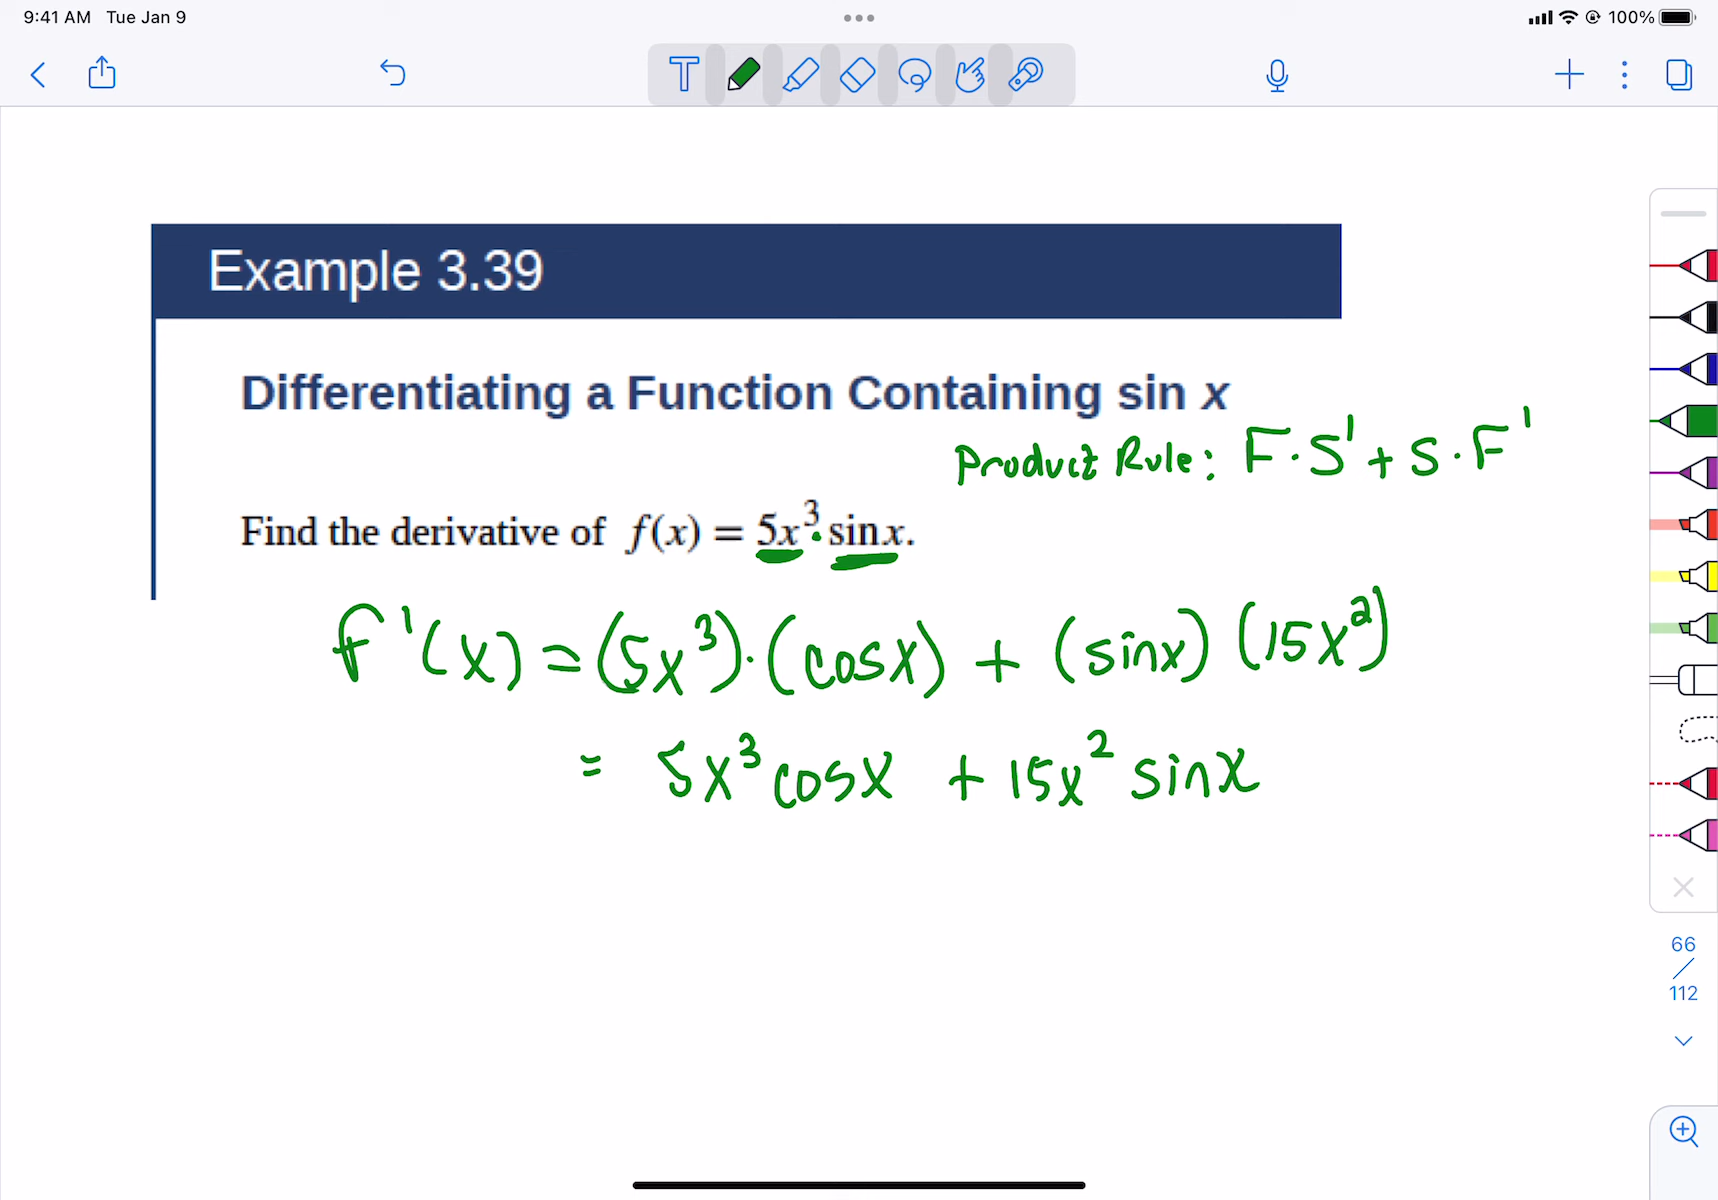 9:41 AM Tue Jan 9
100%
T
Example 3.39
Differentiating a Function Containing sin x
Product Rule: F·S' + S·F'
Find the derivative of f(x) = 5x³·sin x.
f'(x) = (5x³)·(cosx) + (sinx)(15x²)
= 5x³cosx + 15x² sinx
66
/
112